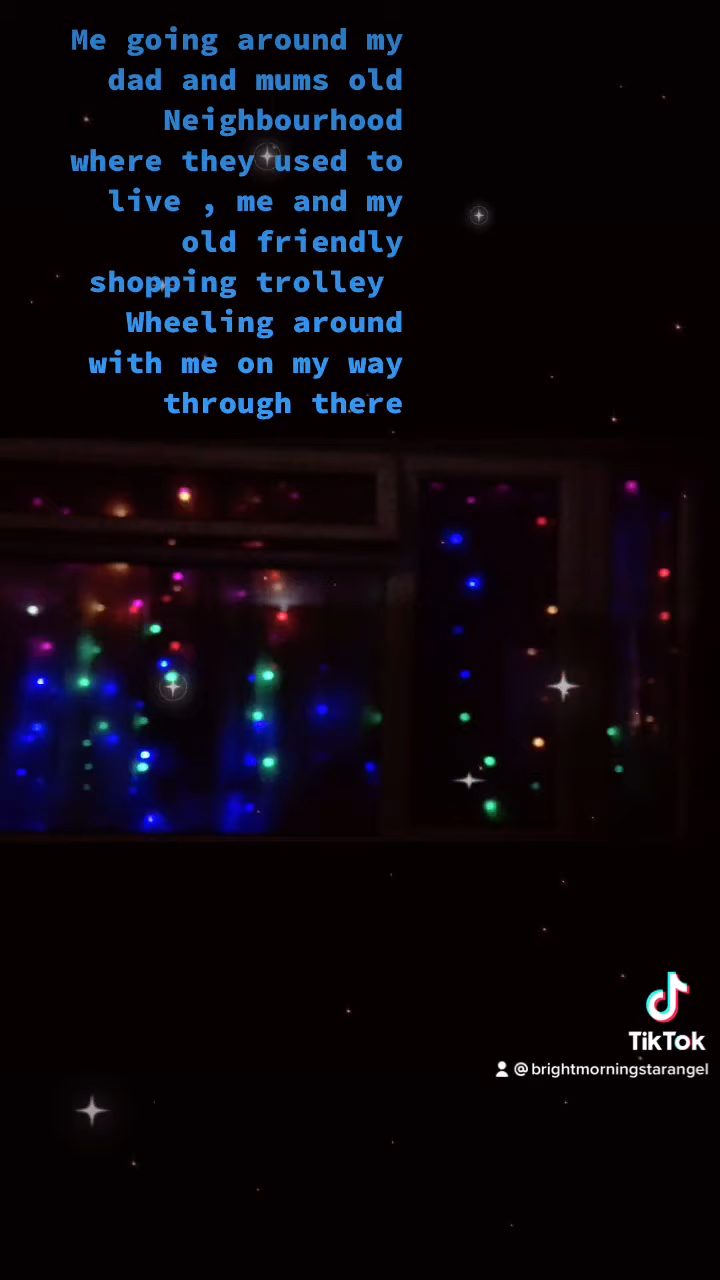 Me going around my
dad and mums old
Neighbourhood
where they used to
live , me and my
old friendly
shopping trolley
Wheeling around
with me on my way
through there
TikTok
@brightmorningstarangel